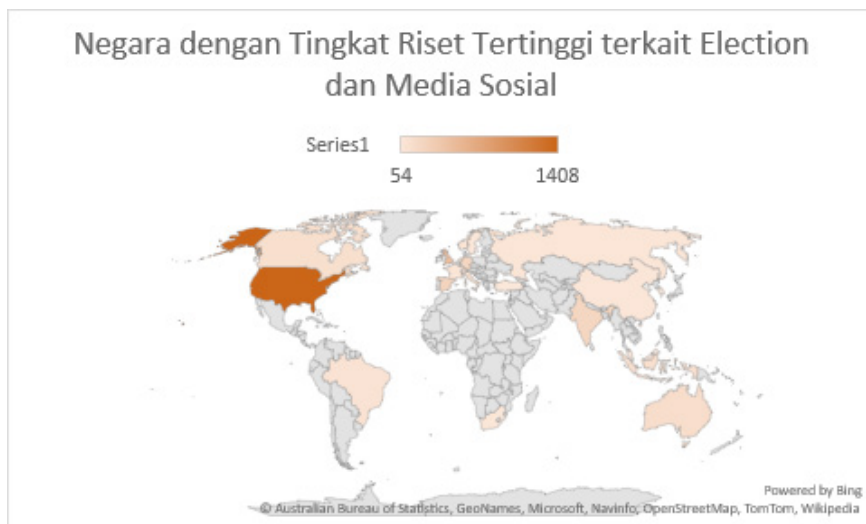 Negara dengan Tingkat Riset Tertinggi terkait Election
dan Media Sosial
Series1
54 1408
Powered by Bing
© Australian Bureau of Statistics, GeoNames, Microsoft, Navinfo, OpenStreetMap, TomTom, Wikipedia